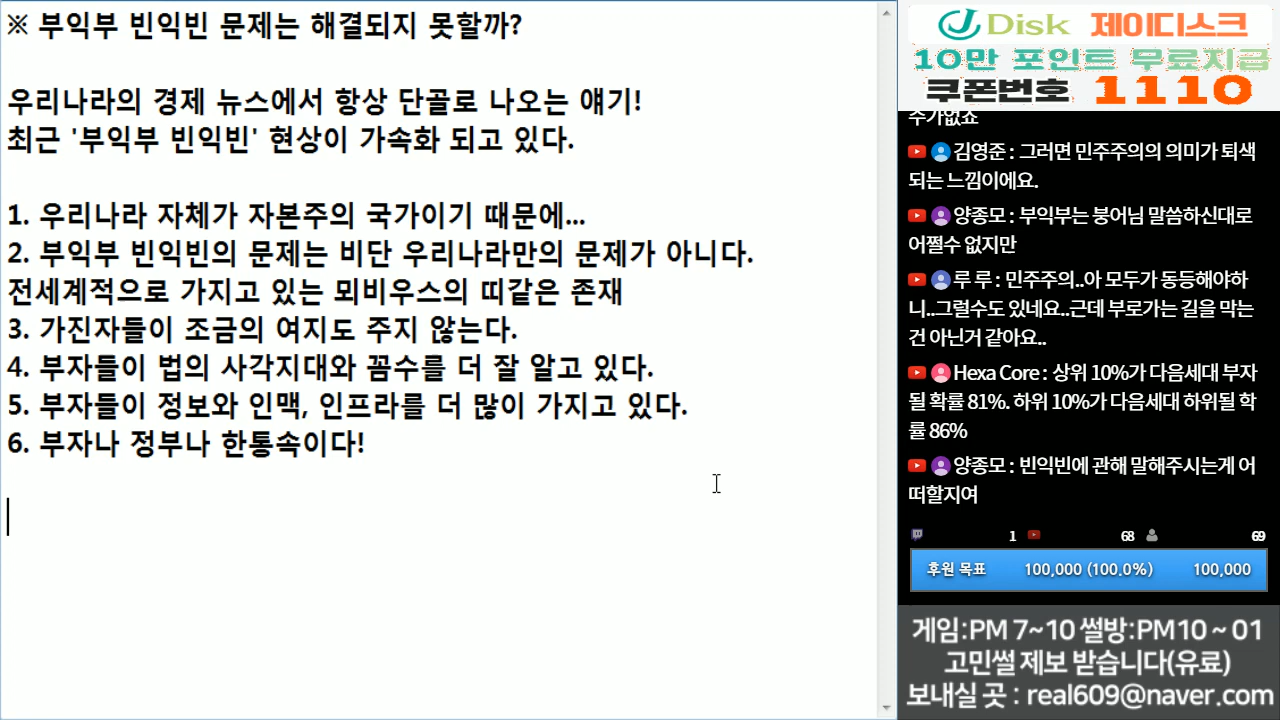 ※ 부익부 빈익빈 문제는 해결되지 못할까?
우리나라의 경제 뉴스에서 항상 단골로 나오는 얘기!
최근 '부익부 빈익빈' 현상이 가속화 되고 있다.
1. 우리나라 자체가 자본주의 국가이기 때문에...
2. 부익부 빈익빈의 문제는 비단 우리나라만의 문제가 아니다.
전세계적으로 가지고 있는 뫼비우스의 띠같은 존재
3. 가진자들이 조금의 여지도 주지 않는다.
4. 부자들이 법의 사각지대와 꼼수를 더 잘 알고 있다.
5. 부자들이 정보와 인맥, 인프라를 더 많이 가지고 있다.
6. 부자나 정부나 한통속이다!
J Disk 제이디스크
10만 포인트 무료지급
쿠폰번호 1110
수가없죠
김영준 : 그러면 민주주의의 의미가 퇴색
되는 느낌이에요.
양종모 : 부익부는 붕어님 말씀하신대로
어쩔수 없지만
루 루 : 민주주의..아 모두가 동등해야하
니..그럴수도 있네요..근데 부로가는 길을 막는
건 아닌거 같아요..
Hexa Core : 상위 10%가 다음세대 부자
될 확률 81%. 하위 10%가 다음세대 하위될 학
률 86%
양종모 : 빈익빈에 관해 말해주시는게 어
떠할지여
1 68 69
후원 목표 100,000 (100.0%) 100,000
게임:PM 7~10 썰방:PM10 ~ 01
고민썰 제보 받습니다(유료)
보내실 곳 : real609@naver.com